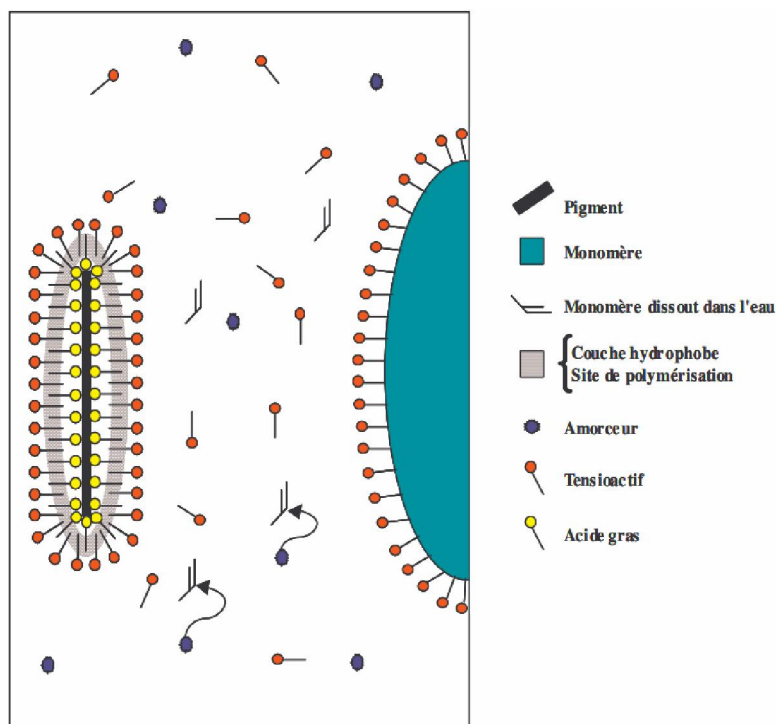 Pigment
Monomère
Monomère dissout dans l'eau
Couche hydrophobe
Site de polymérisation
Amorceur
Tensioactif
Acide gras